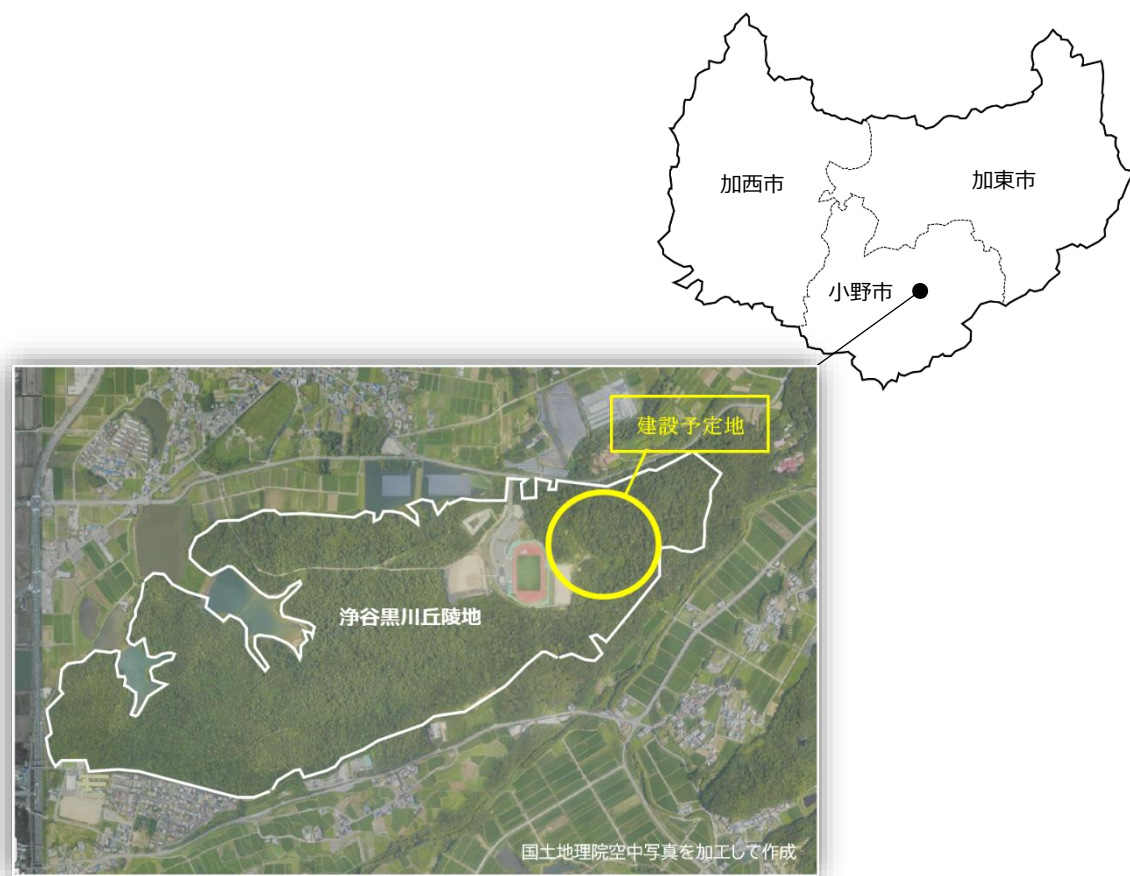 加西市
加東市
小野市
建設予定地
浄谷黒川丘陵地
国土地理院空中写真を加工して作成